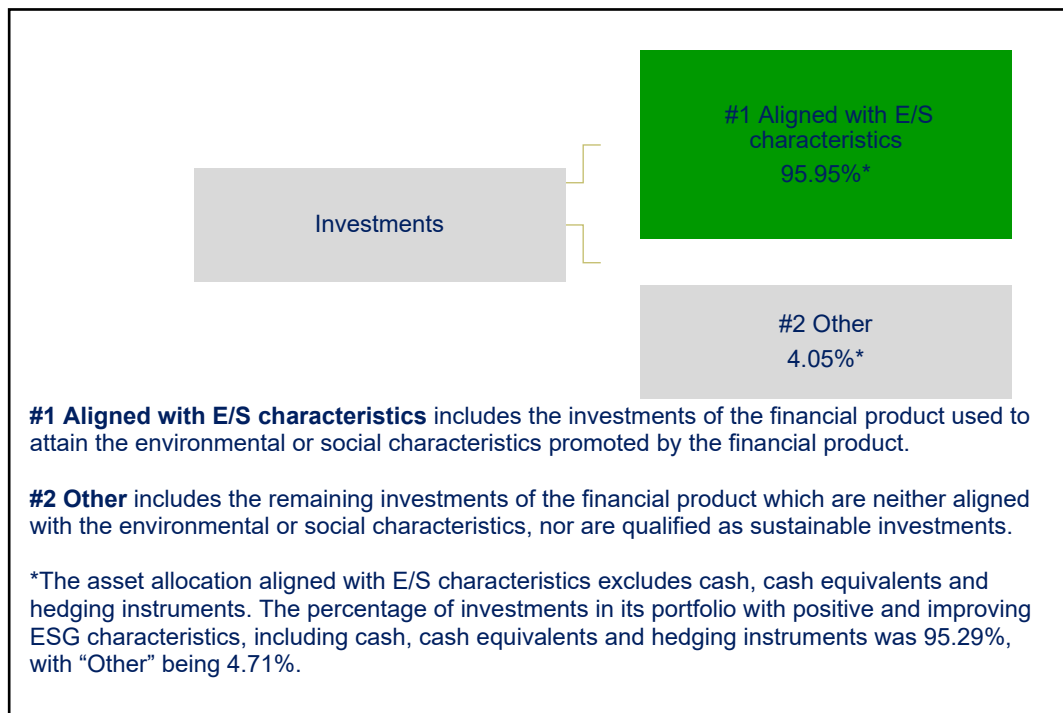 #1 Aligned with E/S
characteristics
95.95%*
Investments
#2 Other
4.05%*
#1 Aligned with E/S characteristics includes the investments of the financial product used to
attain the environmental or social characteristics promoted by the financial product.
#2 Other includes the remaining investments of the financial product which are neither aligned
with the environmental or social characteristics, nor are qualified as sustainable investments.
*The asset allocation aligned with E/S characteristics excludes cash, cash equivalents and
hedging instruments. The percentage of investments in its portfolio with positive and improving
ESG characteristics, including cash, cash equivalents and hedging instruments was 95.29%,
with “Other” being 4.71%.